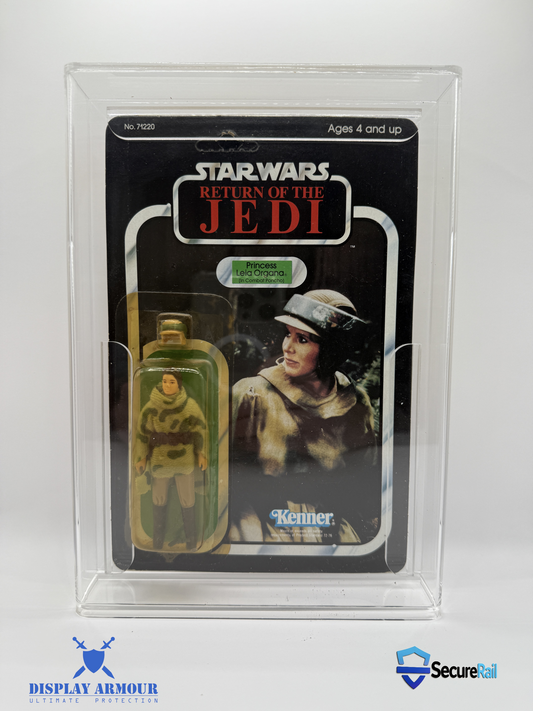 No. 71220
Ages 4 and up
STAR WARS
RETURN OF THE
JEDI
™
Princess
Leia Organa
(in Combat Poncho)
Kenner
DISPLAY ARMOUR
ULTIMATE PROTECTION
SecureRail